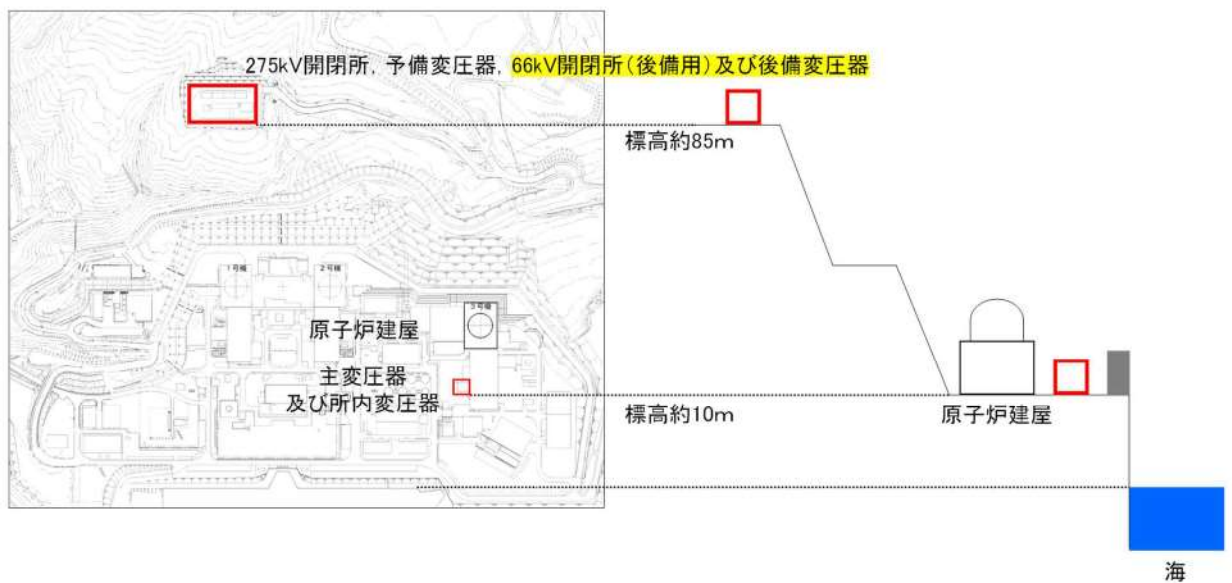 275kV開閉所, 予備変圧器, 66kV開閉所(後備用)及び後備変圧器
標高約85m
1号機
2号機
3号機
原子炉建屋
主変圧器
及び所内変圧器
標高約10m
原子炉建屋
海